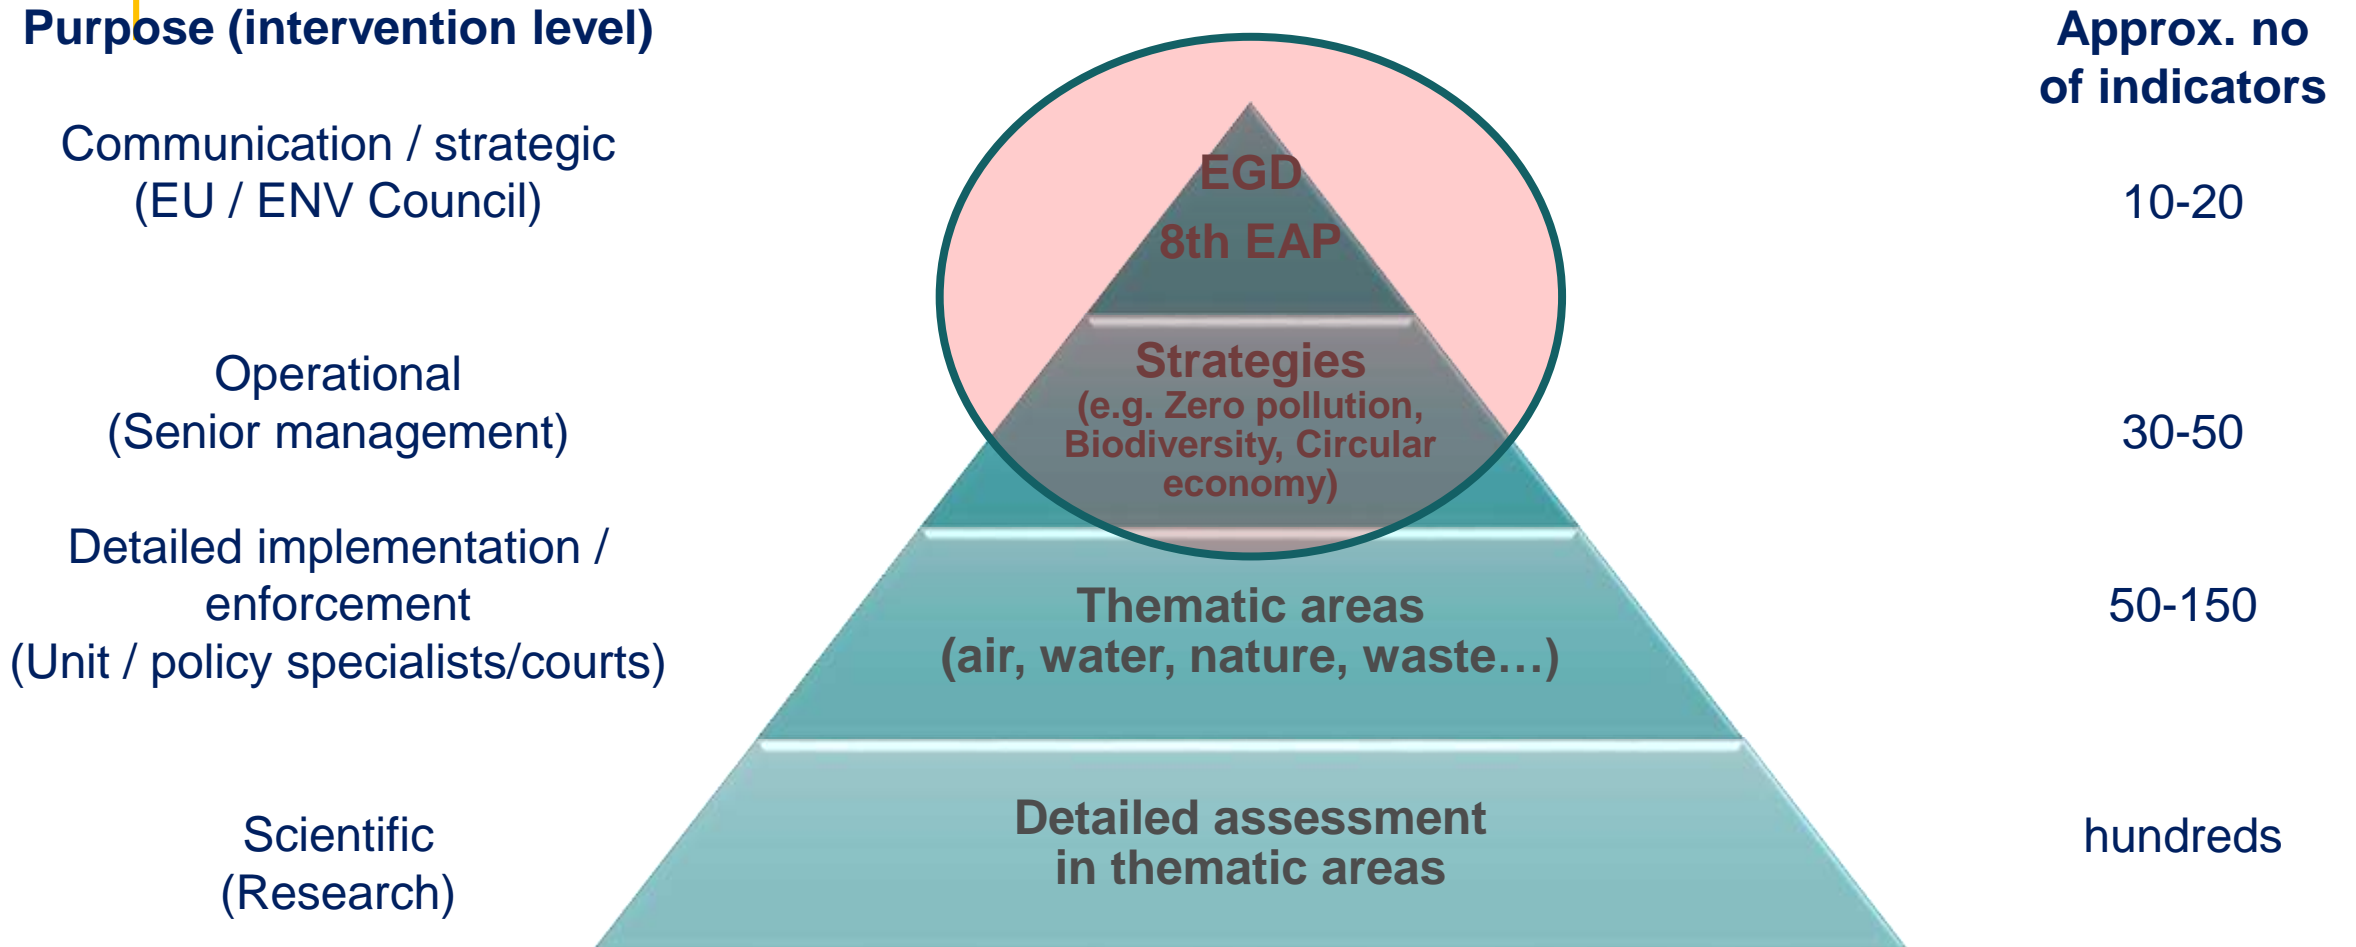 Purpose (intervention level)
Approx. no
of indicators
Communication / strategic
(EU / ENV Council)
EGD
8th EAP
10-20
Operational
(Senior management)
Strategies
(e.g. Zero pollution,
Biodiversity, Circular
economy)
30-50
Detailed implementation /
enforcement
(Unit / policy specialists/courts)
Thematic areas
(air, water, nature, waste…)
50-150
Scientific
(Research)
Detailed assessment
in thematic areas
hundreds